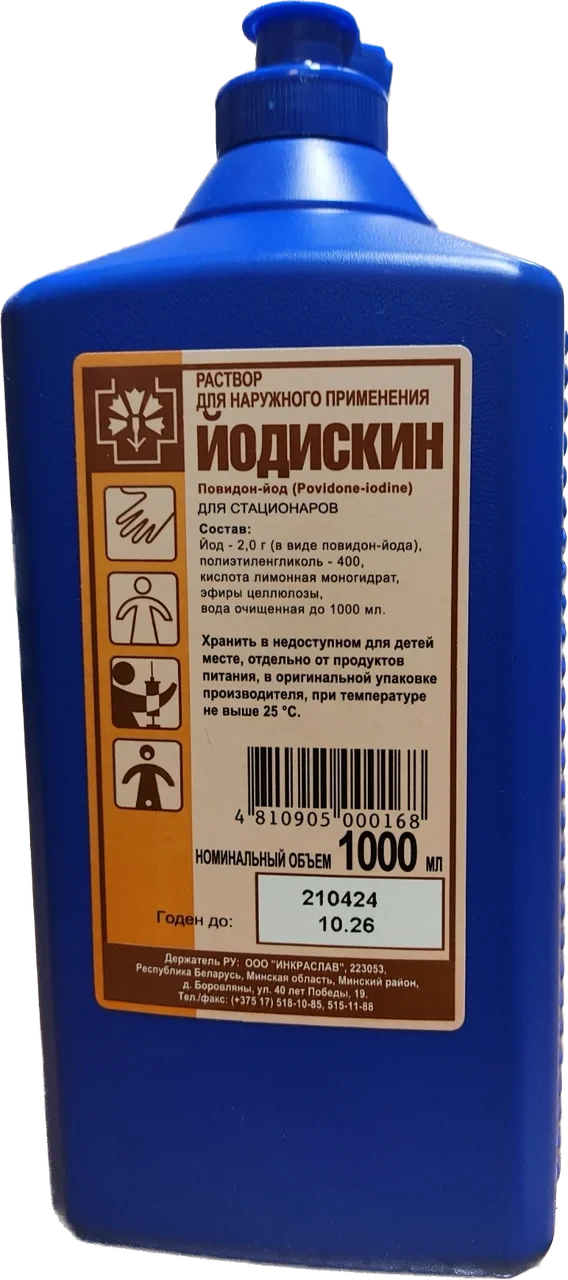 РАСТВОР
ДЛЯ НАРУЖНОГО ПРИМЕНЕНИЯ
ЙОДИСКИН
Повидон-йод (Povidone-iodine)
ДЛЯ СТАЦИОНАРОВ
Состав:
Йод - 2,0 г (в виде повидон-йода),
полиэтиленгликоль - 400,
кислота лимонная моногидрат,
эфиры целлюлозы,
вода очищенная до 1000 мл.
Хранить в недоступном для детей
месте, отдельно от продуктов
питания, в оригинальной упаковке
производителя, при температуре
не выше 25 °С.
4 810905 000168
НОМИНАЛЬНЫЙ ОБЪЕМ 1000 МЛ
210424
Годен до: 10.26
Держатель РУ: ООО "ИНКРАСЛАВ", 223053,
Республика Беларусь, Минская область, Минский район,
д. Боровляны, ул. 40 лет Победы, 19.
Тел./факс: (+375 17) 518-10-85, 515-11-88